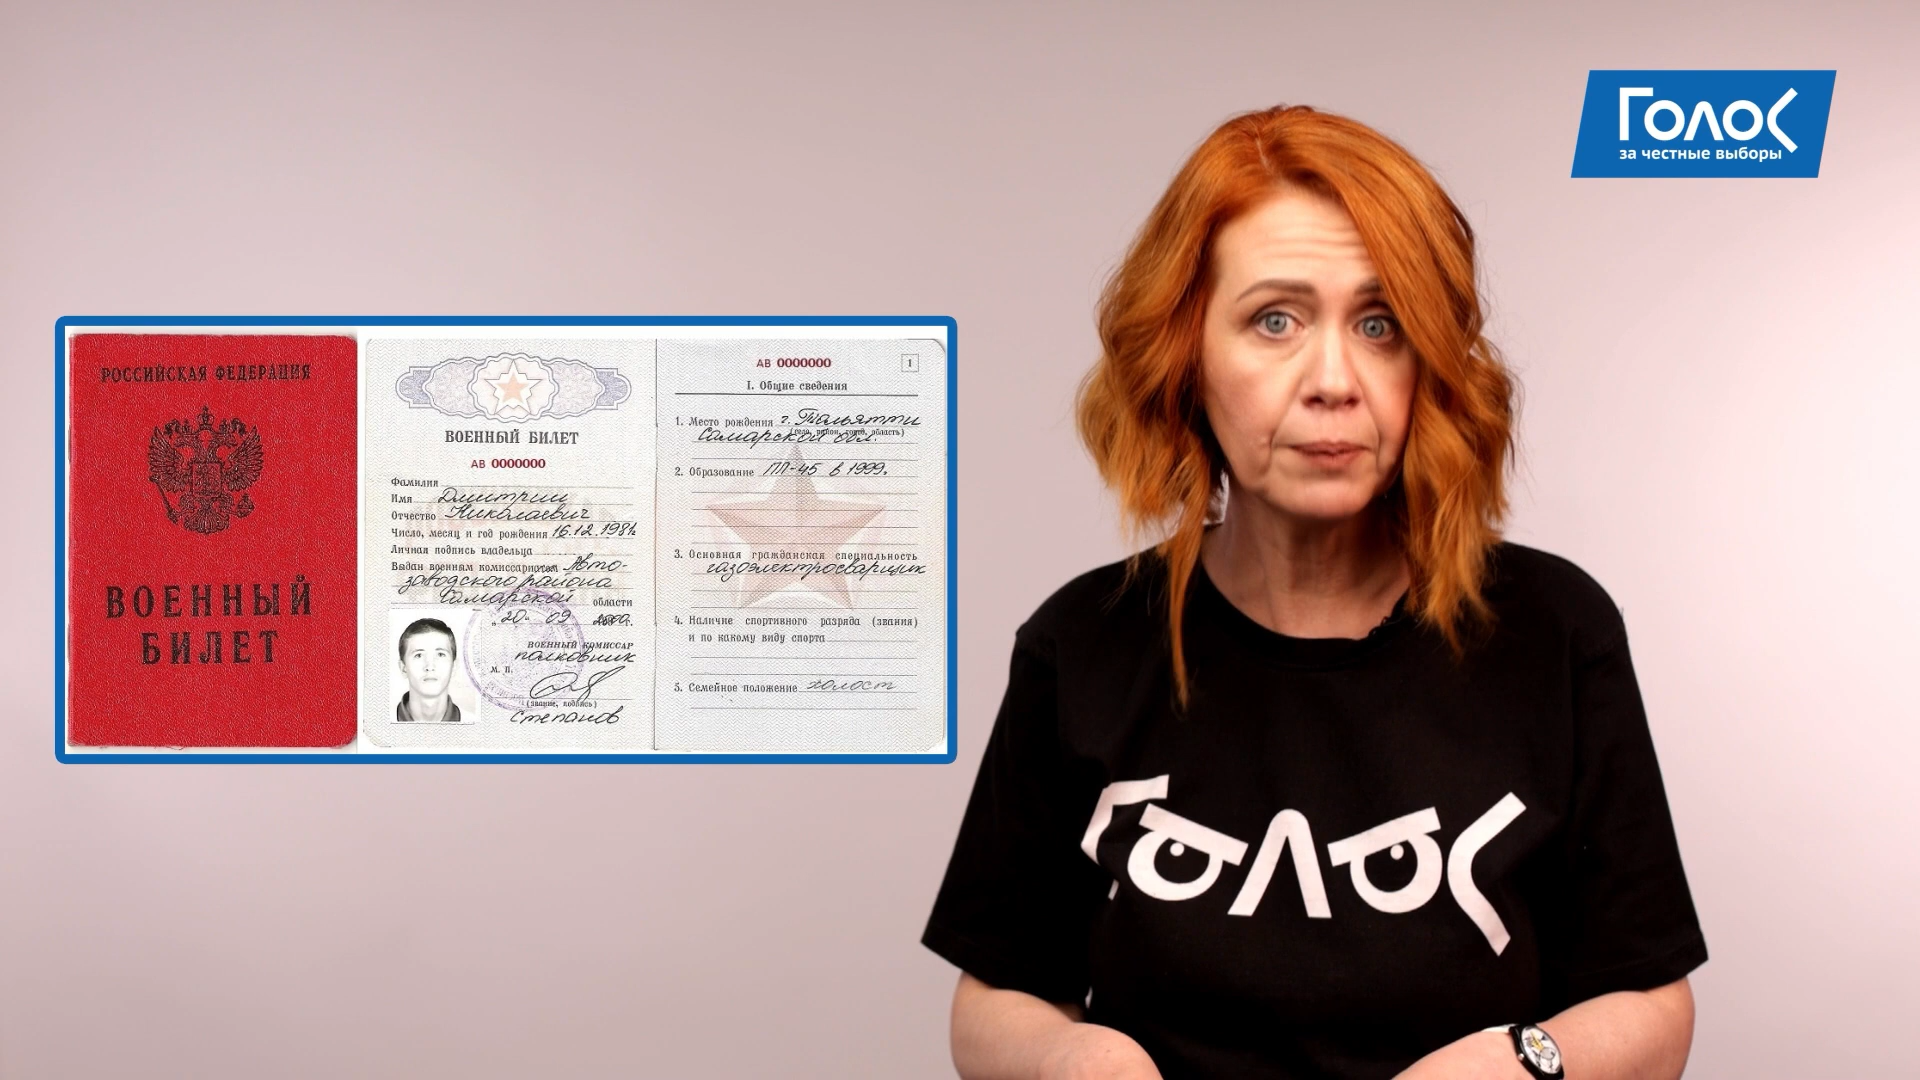 РОССИЙСКАЯ ФЕДЕРАЦИЯ
ВОЕННЫЙ
БИЛЕТ
ВОЕННЫЙ БИЛЕТ
АВ 0000000
Фамилия
Имя Дмитрий
Отчество Николаевич
Число, месяц и год рождения 16.12.1981г
Личная подпись владельца
Выдан военным комиссариатом Авто-
заводского района
Самарской области
"20" 09 г.
ВОЕННЫЙ КОМИССАР
полковник
М. П.
(звание, подпись)
Степанов
АВ 0000000
1
I. Общие сведения
1. Место рождения г. Тольятти
(село, район, город, область)
Самарской обл.
2. Образование ПЛ-45 в 1999г.
3. Основная гражданская специальность
газоэлектросварщик
4. Наличие спортивного разряда (звания)
и по какому виду спорта
5. Семейное положение холост
Голос
за честные выборы
Голос